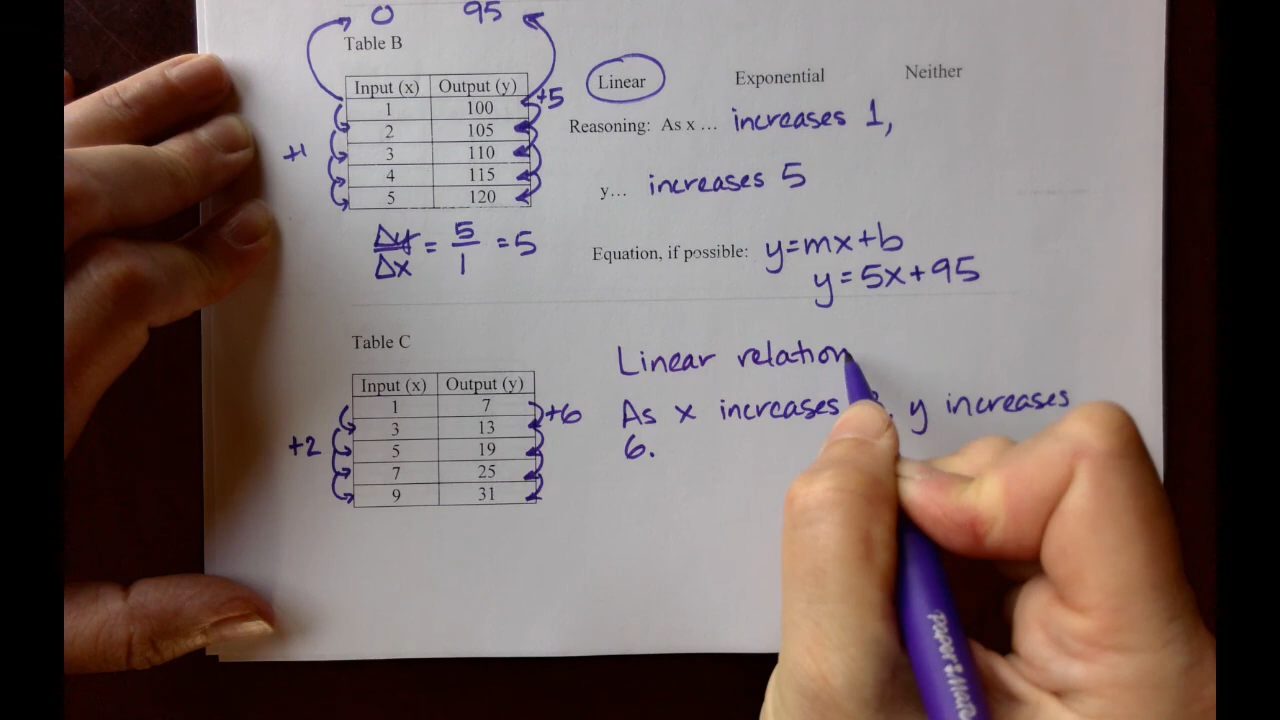 0 95
Table B
Input (x) Output (y)
1 100
2 105
3 110
4 115
5 120
+1
+5
Δy/Δx = 5/1 = 5
Linear Exponential Neither
Reasoning: As x ... increases 1,
y... increases 5
Equation, if possible: y=mx+b
y=5x+95
Table C
Input (x) Output (y)
1 7
3 13
5 19
7 25
9 31
+2
+6
Linear relation
As x increases y increases
6.
PAPER MATE